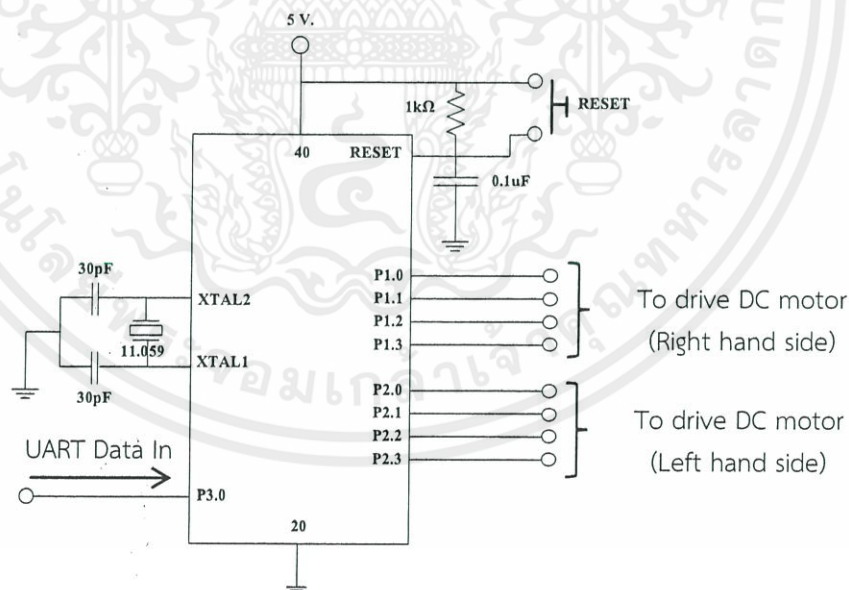 5 V.
1kΩ
RESET
40
RESET
0.1uF
30pF
XTAL2
11.059
XTAL1
30pF
P1.0
P1.1
P1.2
P1.3
To drive DC motor
(Right hand side)
P2.0
P2.1
P2.2
P2.3
To drive DC motor
(Left hand side)
UART Data In
P3.0
20